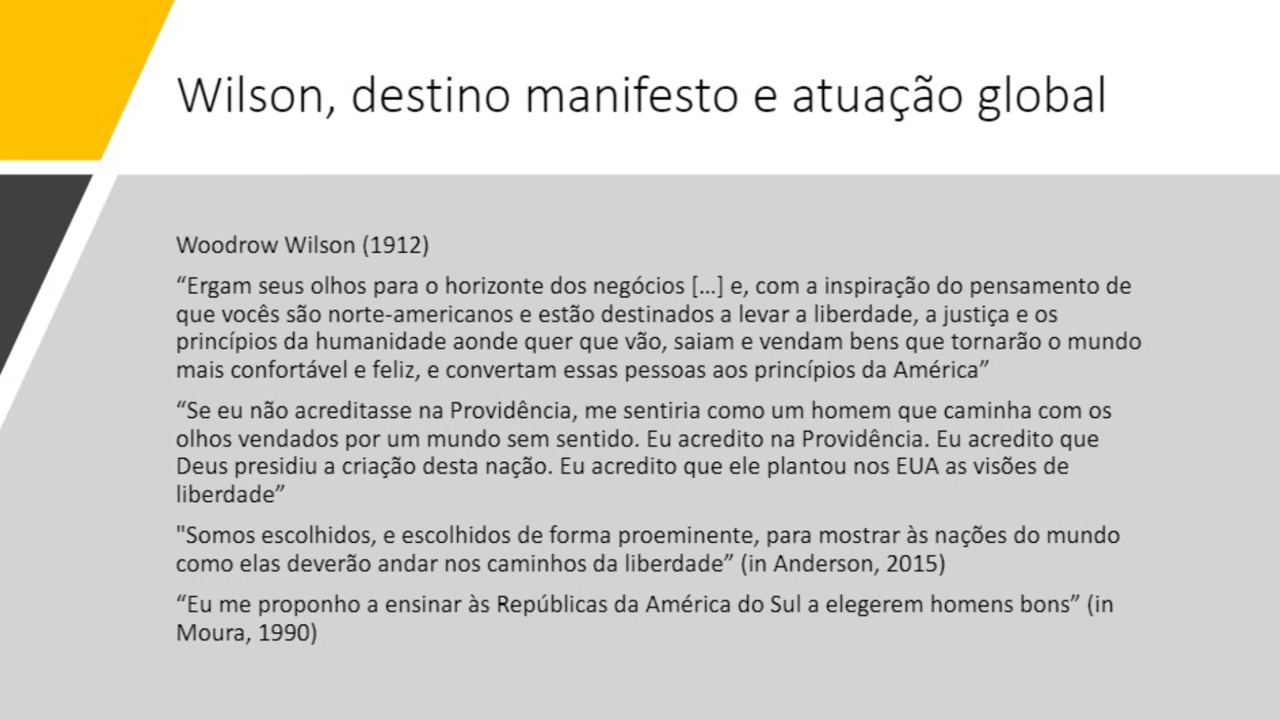 Wilson, destino manifesto e atuação global
Woodrow Wilson (1912)
“Ergam seus olhos para o horizonte dos negócios [...] e, com a inspiração do pensamento de
que vocês são norte-americanos e estão destinados a levar a liberdade, a justiça e os
princípios da humanidade aonde quer que vão, saiam e vendam bens que tornarão o mundo
mais confortável e feliz, e convertam essas pessoas aos princípios da América”
“Se eu não acreditasse na Providência, me sentiria como um homem que caminha com os
olhos vendados por um mundo sem sentido. Eu acredito na Providência. Eu acredito que
Deus presidiu a criação desta nação. Eu acredito que ele plantou nos EUA as visões de
liberdade”
"Somos escolhidos, e escolhidos de forma proeminente, para mostrar às nações do mundo
como elas deverão andar nos caminhos da liberdade” (in Anderson, 2015)
“Eu me proponho a ensinar às Repúblicas da América do Sul a elegerem homens bons” (in
Moura, 1990)